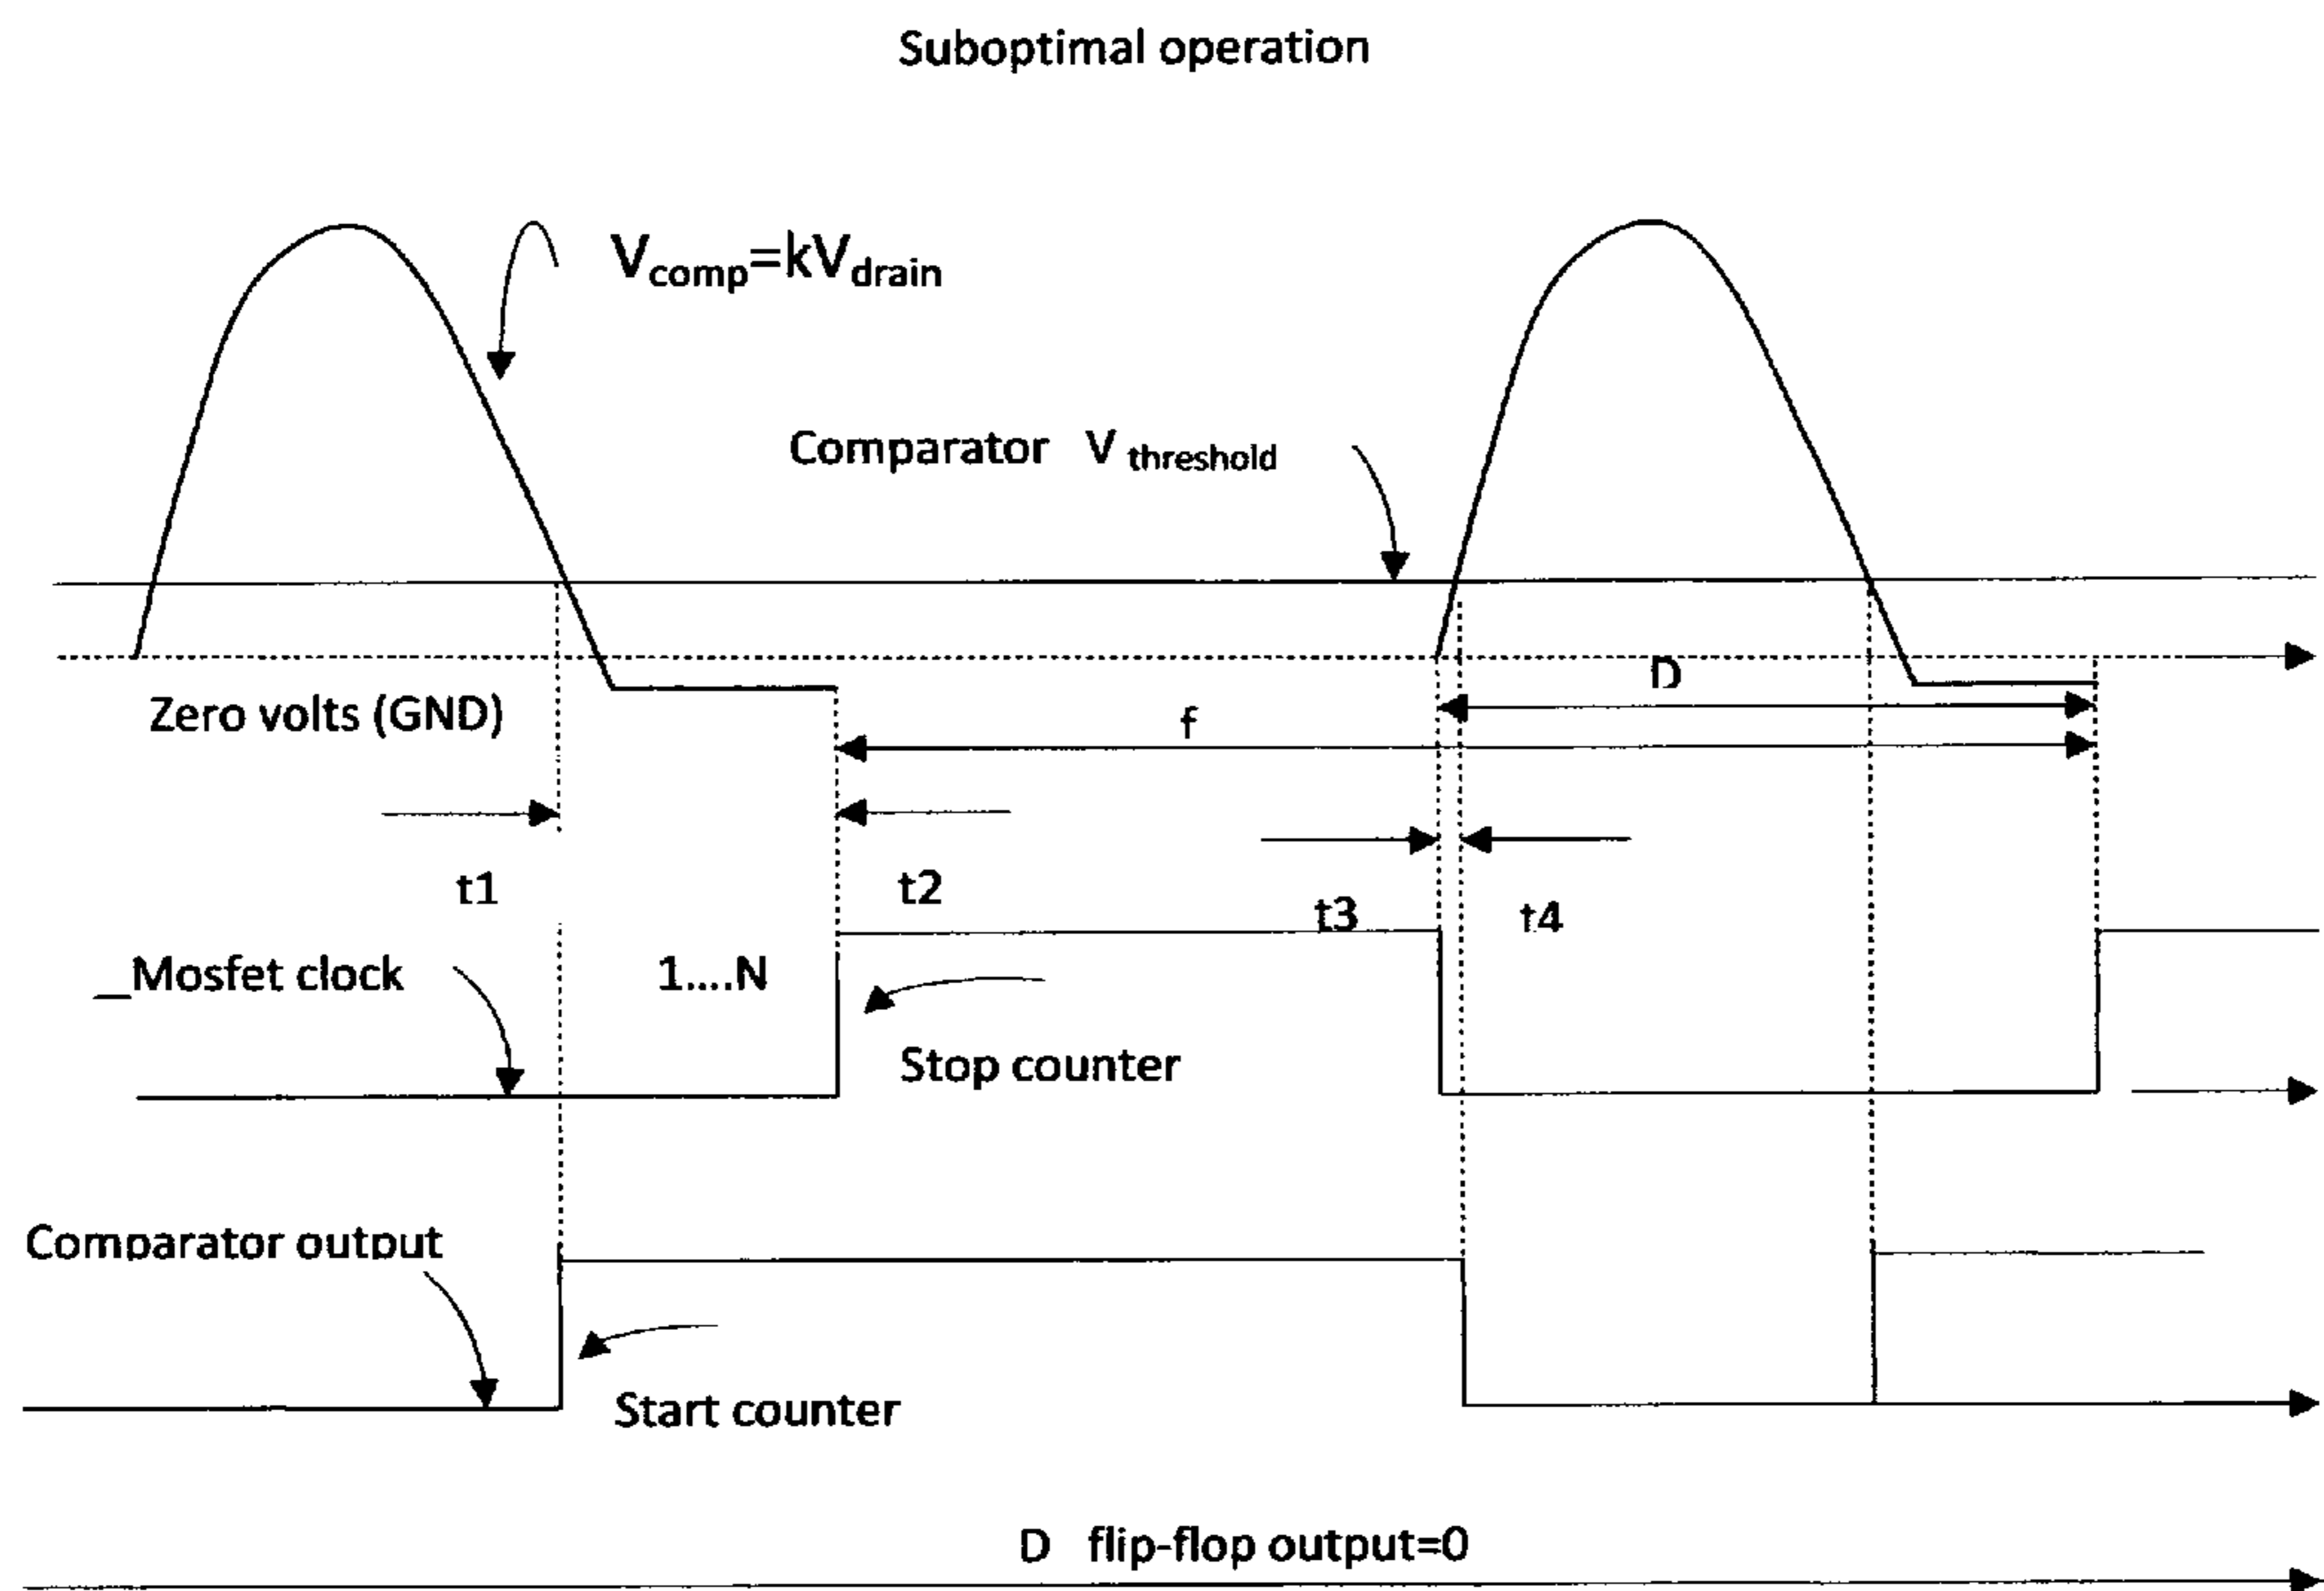 Suboptimal operation
Vcomp=kVdrain
Comparator V threshold
D
Zero volts (GND)
f
t1
t2
t3
t4
_Mosfet clock
1....N
Stop counter
Comparator output
Start counter
D flip-flop output=0